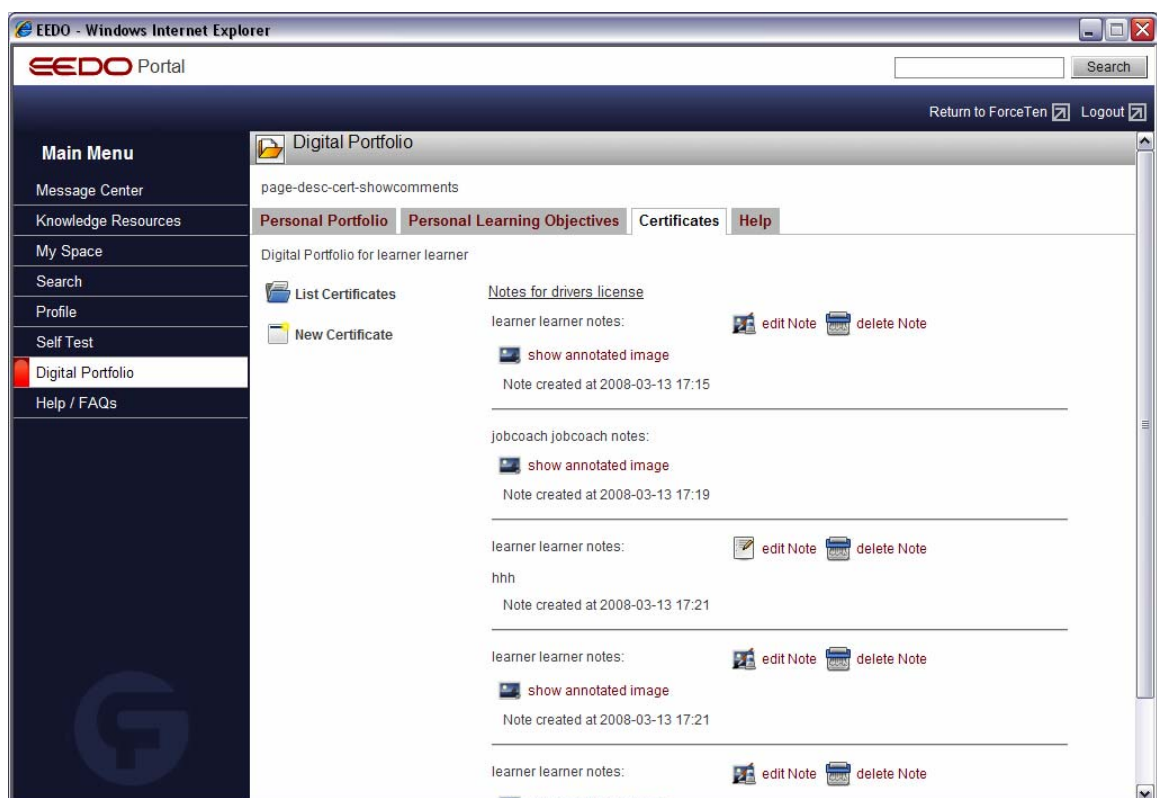 EEDO - Windows Internet Explorer
EEDO Portal
Search
Return to ForceTen Logout
Main Menu
Message Center
Knowledge Resources
My Space
Search
Profile
Self Test
Digital Portfolio
Help / FAQs
Digital Portfolio
page-desc-cert-showcomments
Personal Portfolio Personal Learning Objectives Certificates Help
Digital Portfolio for learner learner
List Certificates
New Certificate
Notes for drivers license
learner learner notes: edit Note delete Note
show annotated image
Note created at 2008-03-13 17:15
jobcoach jobcoach notes:
show annotated image
Note created at 2008-03-13 17:19
learner learner notes: edit Note delete Note
hhh
Note created at 2008-03-13 17:21
learner learner notes: edit Note delete Note
show annotated image
Note created at 2008-03-13 17:21
learner learner notes: edit Note delete Note